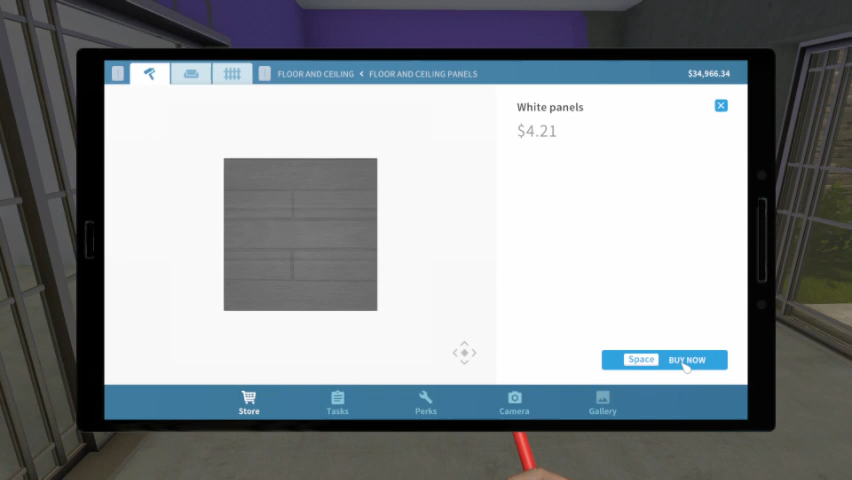 FLOOR AND CEILING < FLOOR AND CEILING PANELS
$34,966.34
White panels
$4.21
Space BUY NOW
Store Tasks Perks Camera Gallery